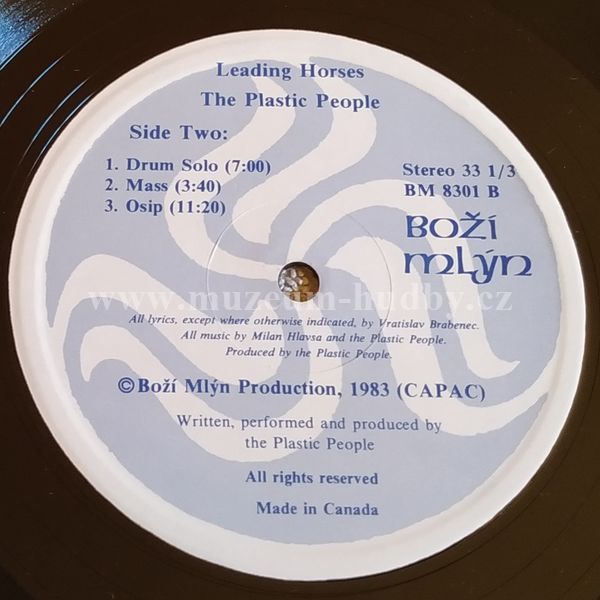 Leading Horses
The Plastic People
Side Two:
1. Drum Solo (7:00)
2. Mass (3:40)
3. Osip (11:20)
Stereo 33 1/3
BM 8301 B
BOŽÍ
MLÝN
www.muzeum-hudby.cz
All lyrics, except where otherwise indicated, by Vratislav Brabenec.
All music by Milan Hlavsa and the Plastic People.
Produced by the Plastic People.
©Boží Mlýn Production, 1983 (CAPAC)
Written, performed and produced by
the Plastic People
All rights reserved
Made in Canada